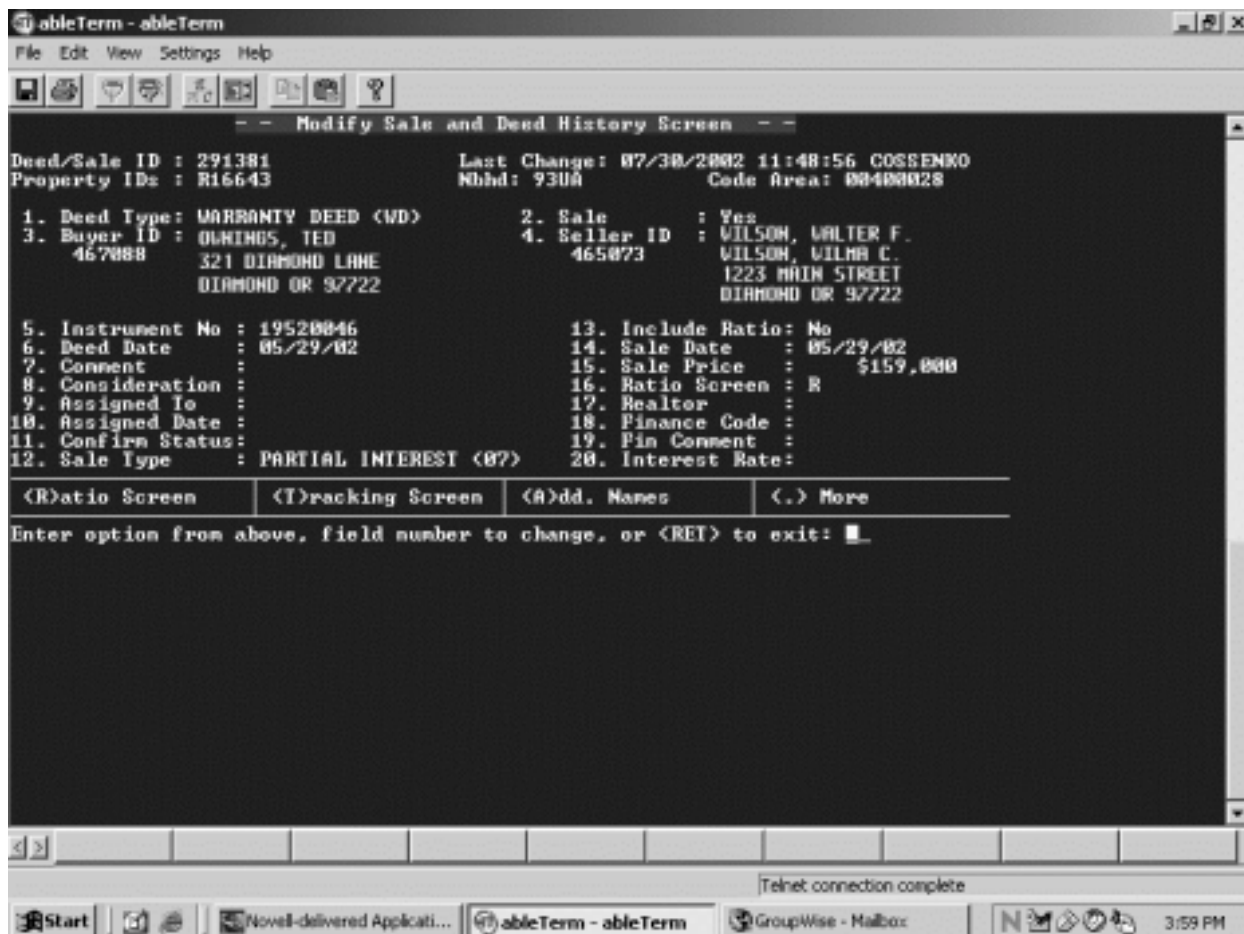 ableTerm - ableTerm
File Edit View Settings Help
- - Modify Sale and Deed History Screen - -
Deed/Sale ID : 291381 Last Change: 07/30/2002 11:48:56 COSSENKO
Property IDs : R16643 Nbhd: 93UA Code Area: 00400028
1. Deed Type: WARRANTY DEED (WD) 2. Sale : Yes
3. Buyer ID : OWNINGS, TED 4. Seller ID : WILSON, WALTER F.
467088 321 DIAMOND LANE 465073 WILSON, WILMA C.
DIAMOND OR 97722 1223 MAIN STREET
DIAMOND OR 97722
5. Instrument No : 19520046 13. Include Ratio: No
6. Deed Date : 05/29/02 14. Sale Date : 05/29/02
7. Comment : 15. Sale Price : $159,000
8. Consideration : 16. Ratio Screen : R
9. Assigned To : 17. Realtor :
10. Assigned Date : 18. Finance Code :
11. Confirm Status: 19. Fin Comment :
12. Sale Type : PARTIAL INTEREST (07) 20. Interest Rate:
(R)atio Screen (T)racking Screen (A)dd. Names (.) More
Enter option from above, field number to change, or <RET> to exit:
Telnet connection complete
Start Novell-delivered Applicati... ableTerm - ableTerm GroupWise - Mailbox N 3:59 PM